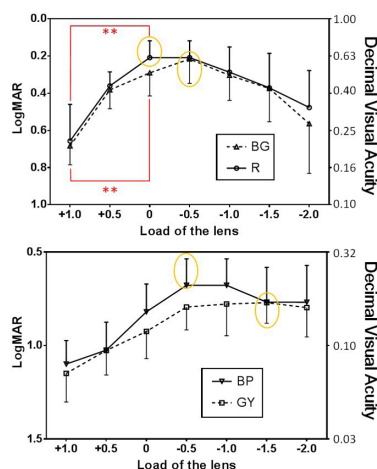 **
**
0.0
0.2
0.4
0.6
0.8
1.0
LogMAR
1.00
0.63
0.40
0.25
0.16
0.10
Decimal Visual Acuity
BG
R
+1.0 +0.5 0 -0.5 -1.0 -1.5 -2.0
Load of the lens
0.5
1.0
1.5
LogMAR
0.32
0.10
0.03
Decimal Visual Acuity
BP
GY
+1.0 +0.5 0 -0.5 -1.0 -1.5 -2.0
Load of the lens